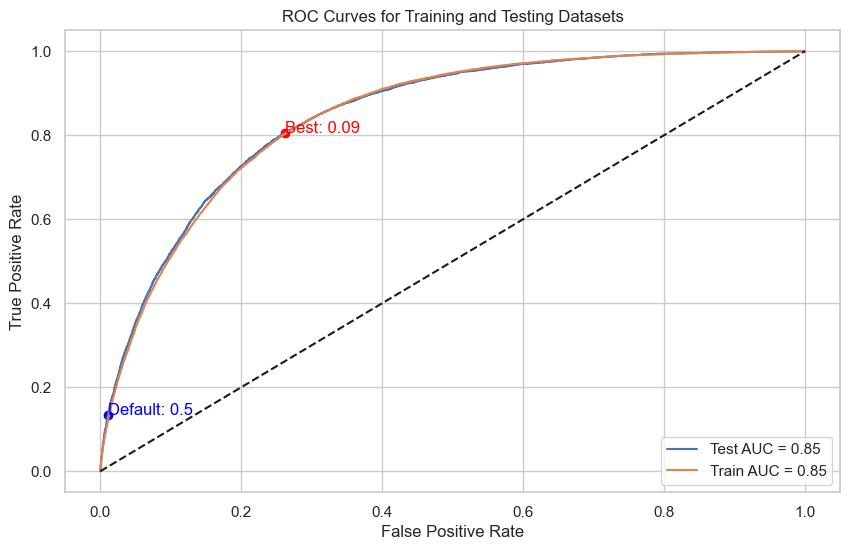 ROC Curves for Training and Testing Datasets
True Positive Rate
1.0
0.8
0.6
0.4
0.2
0.0
Best: 0.09
Default: 0.5
Test AUC = 0.85
Train AUC = 0.85
0.0 0.2 0.4 0.6 0.8 1.0
False Positive Rate